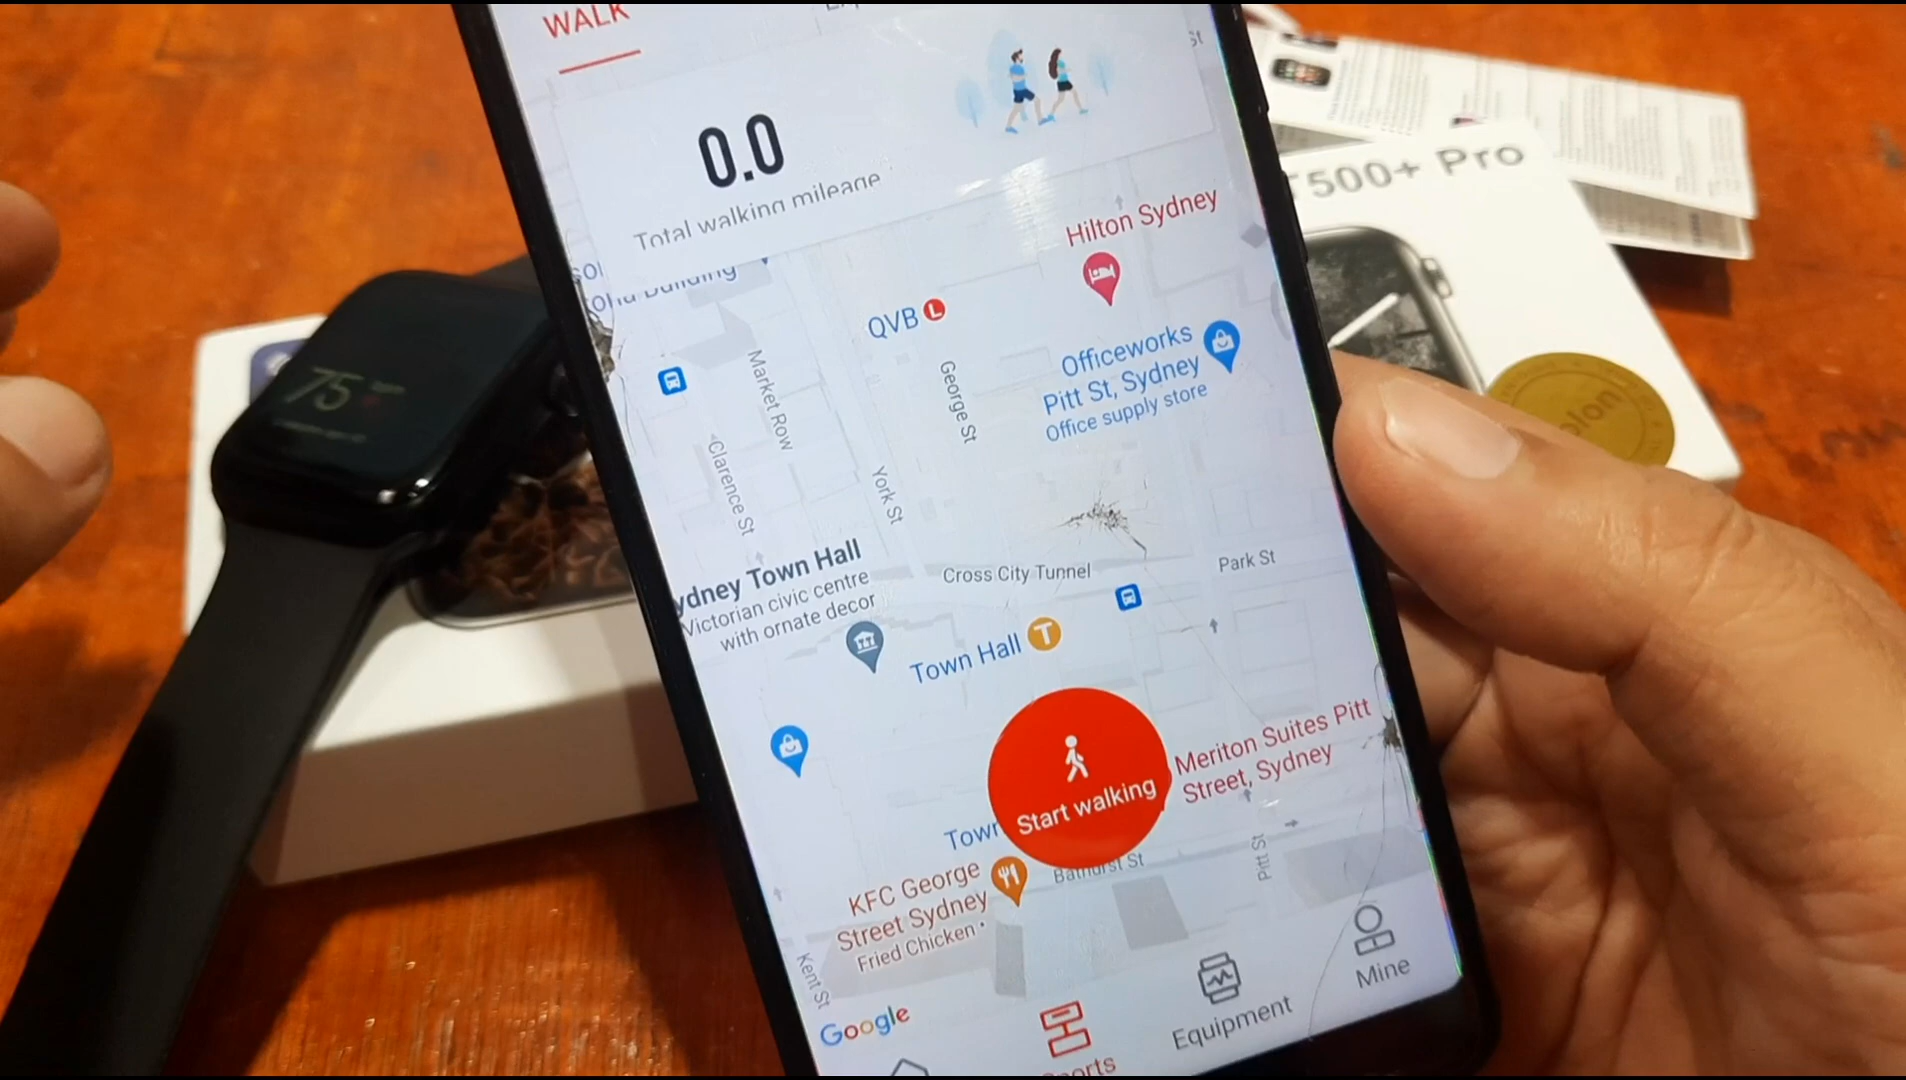 WALK
0.0
Total walking mileage
500+ Pro
Hilton Sydney
QVB
L
Officeworks
Pitt St, Sydney
Office supply store
Market Row
George St
Clarence St
York St
75
ydney Town Hall
Victorian civic centre
with ornate decor
Cross City Tunnel
Park St
Town Hall
T
Start walking
Meriton Suites Pitt
Street, Sydney
Town
KFC George
Street Sydney
Fried Chicken •
Bathurst St
Pitt St
Kent St
Google
Equipment
Mine
orts